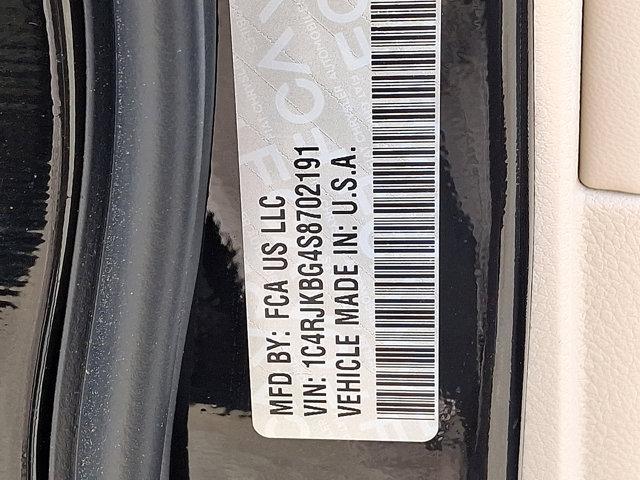 MFD BY: FCA US LLC
VIN: 1C4RJKBG4S8702191
VEHICLE MADE IN: U.S.A.